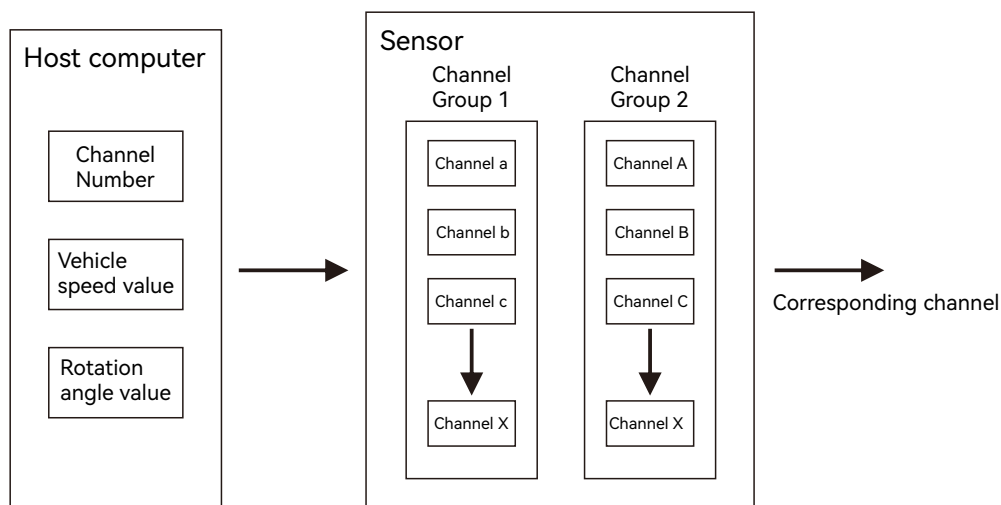 Host computer
Channel
Number
Vehicle
speed value
Rotation
angle value
Sensor
Channel
Group 1
Channel a
Channel b
Channel c
Channel X
Channel
Group 2
Channel A
Channel B
Channel C
Channel X
Corresponding channel